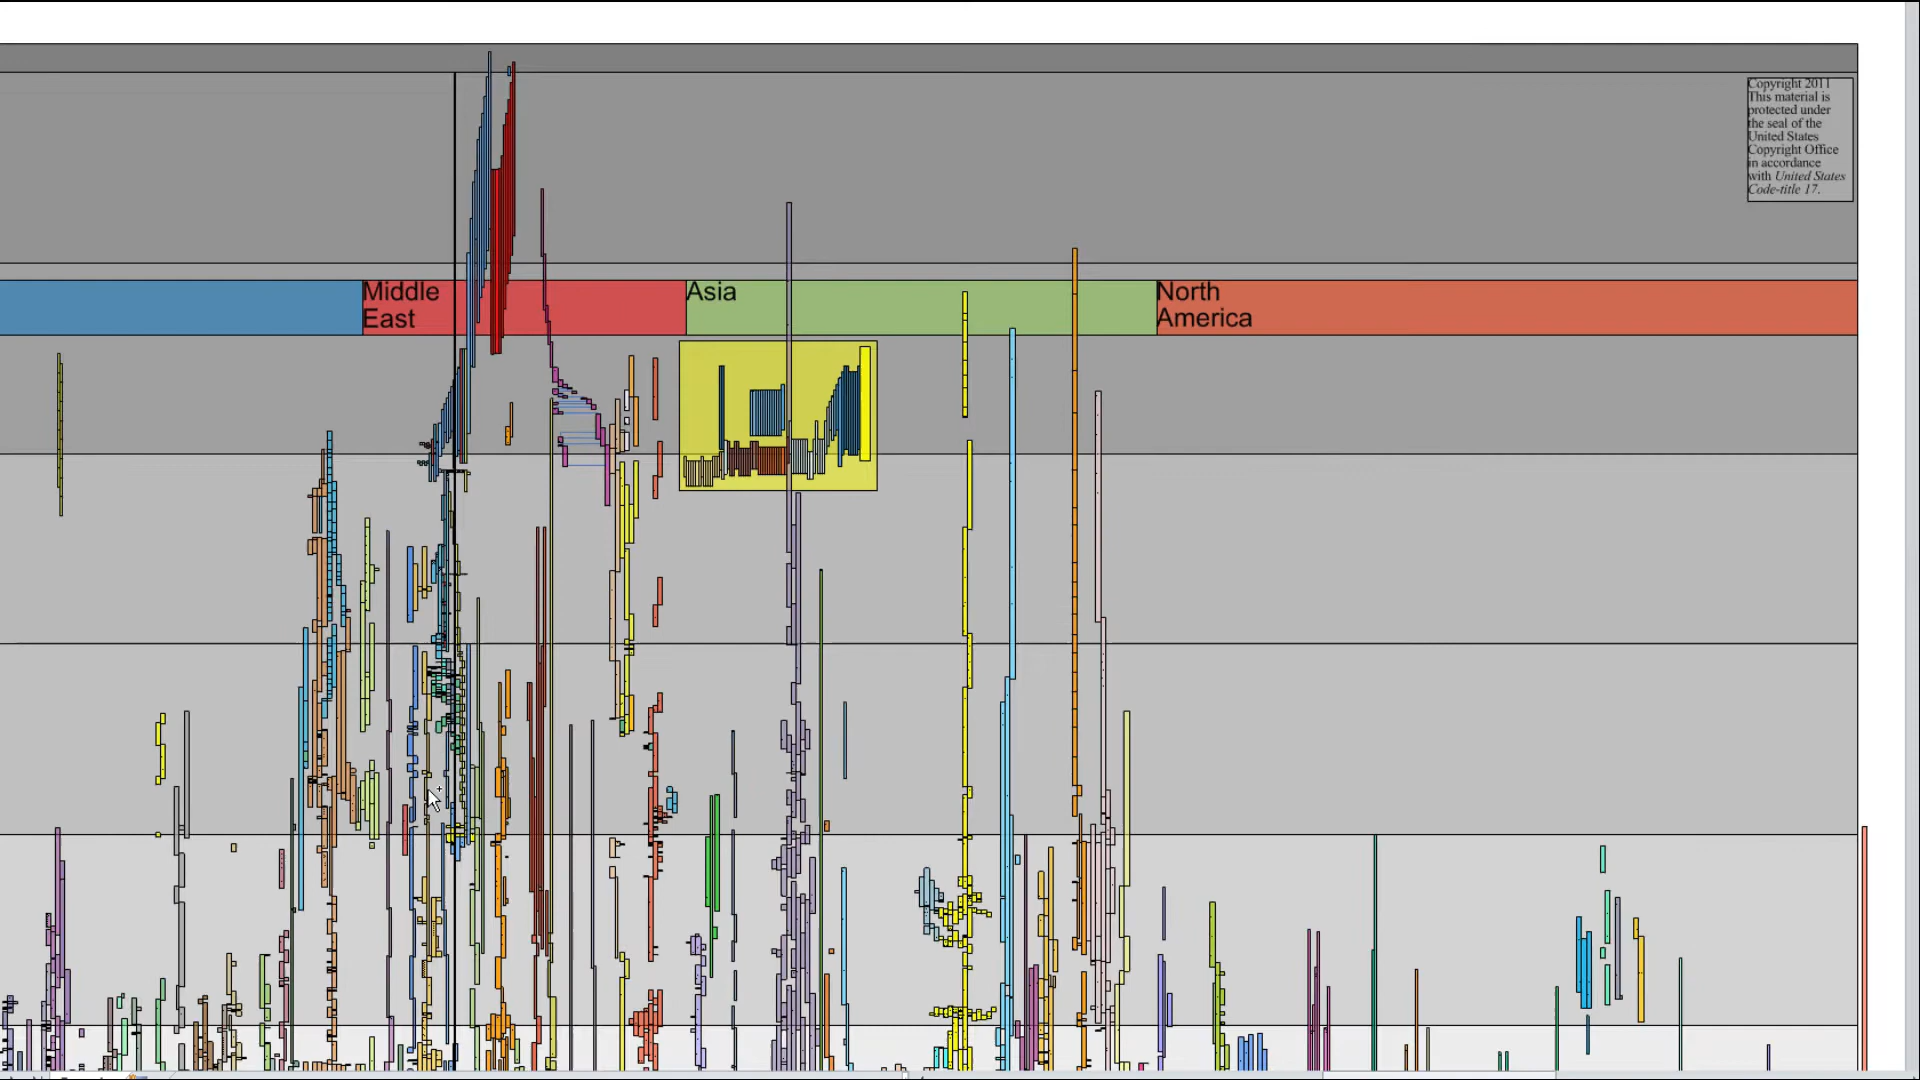 Copyright 2011
This material is
protected under
the seal of the
United States
Copyright Office
in accordance
with United States
Code-title 17.
Middle
East
Asia
North
America